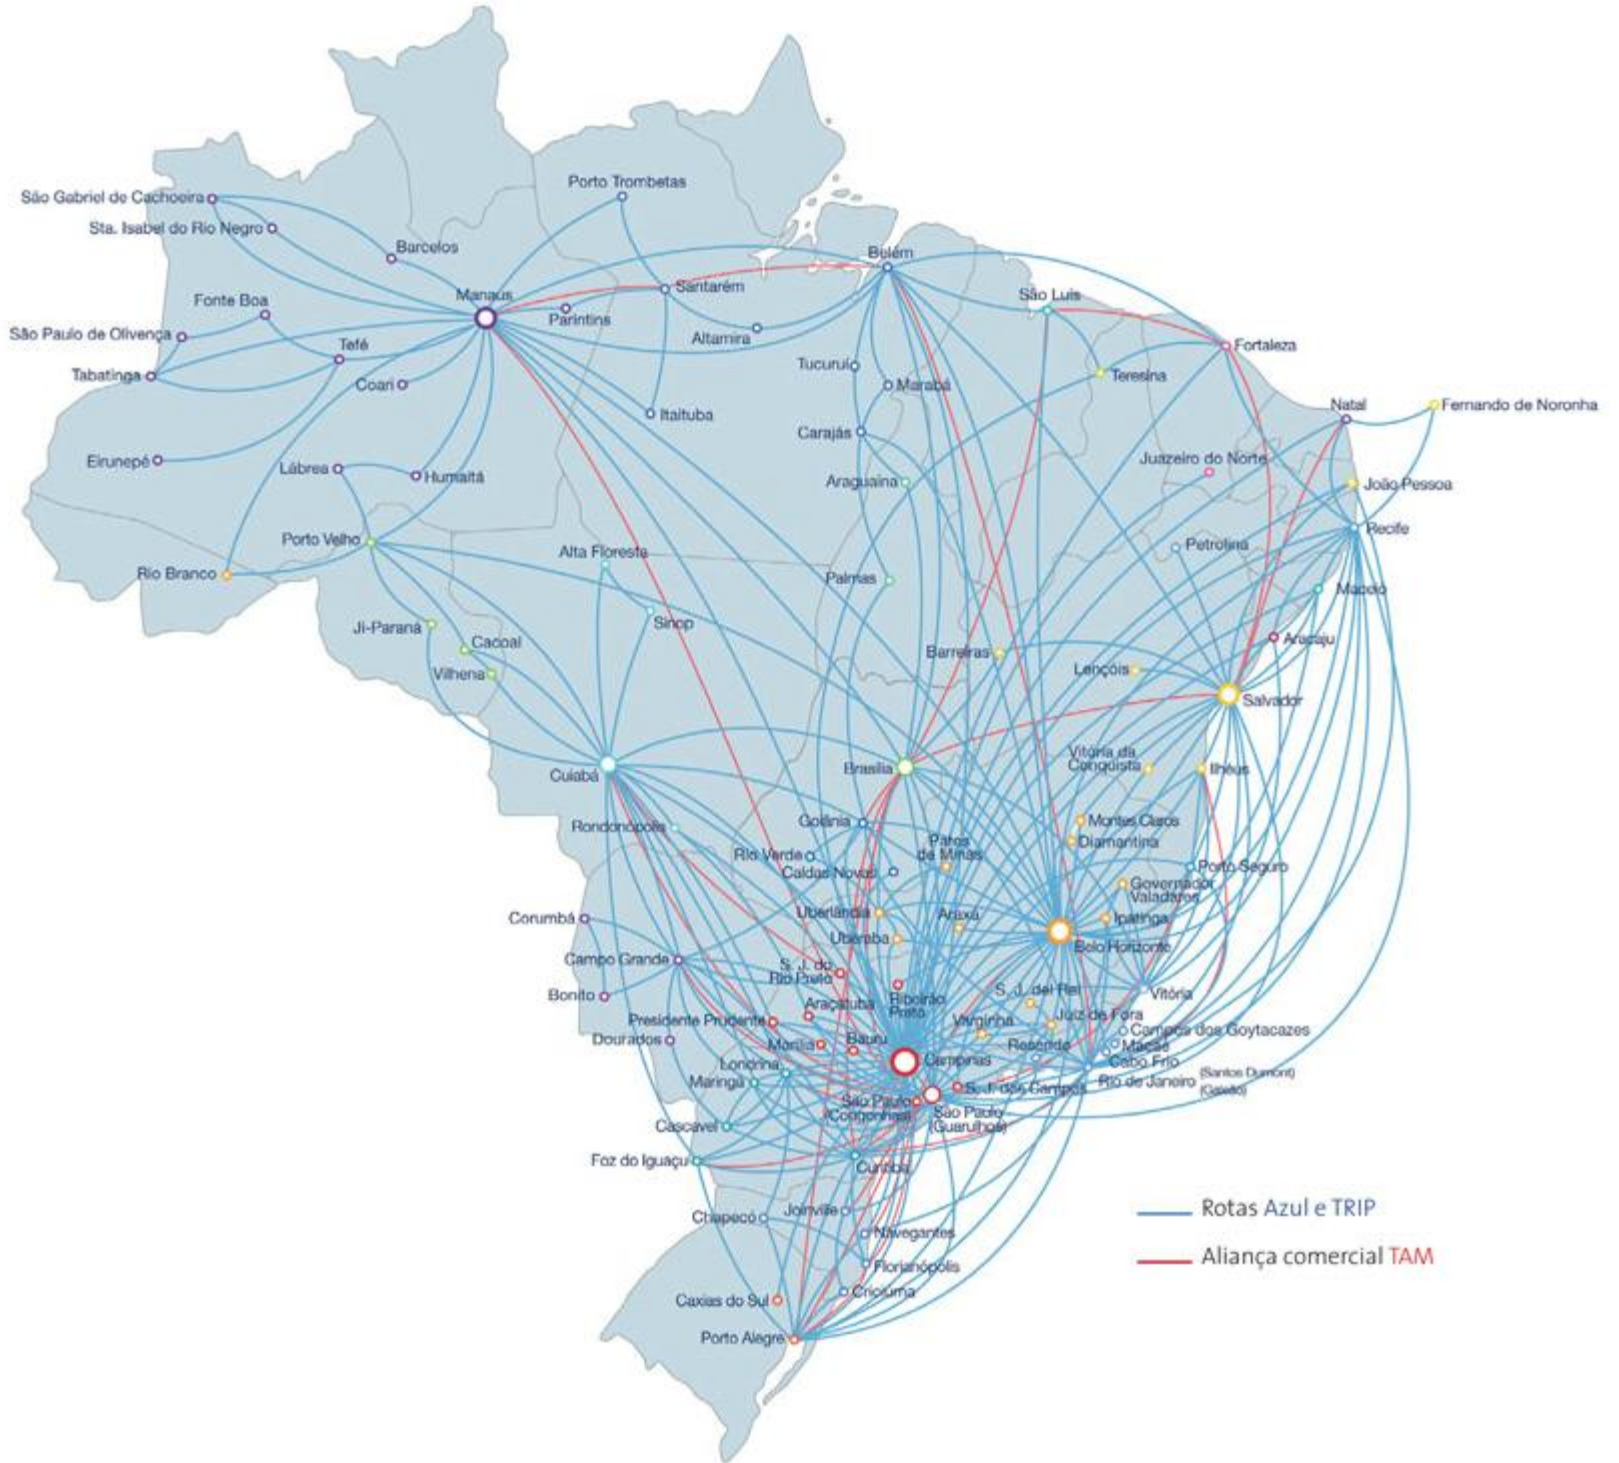 Porto Trombetas
São Gabriel de Cachoeira
Sta. Isabel do Rio Negro
Barcelos
Belém
Manaus
Santarém
São Luis
Fonte Boa
Parintins
São Paulo de Olivença
Altamira
Tefé
Fortaleza
Tabatinga
Coari
Tucuruí
Marabá
Teresina
Itaituba
Natal
Fernando de Noronha
Carajás
Eirunepé
Lábrea
Humaitá
Juazeiro do Norte
Araguaina
João Pessoa
Recife
Porto Velho
Alta Floresta
Petrolina
Rio Branco
Palmas
Maceio
Ji-Paraná
Sinop
Cacoal
Aracaju
Vilhena
Barreiras
Lençóis
Salvador
Cuiabá
Brasília
Vitória da
Conquista
Ilhéus
Rondonópolis
Goiânia
Montes Claros
Diamantina
Rio Verde
Patos
de Minas
Caldas Novas
Porto Seguro
Governador
Valadares
Corumbá
Uberlândia
Araxá
Ipatinga
Uberaba
Belo Horizonte
Campo Grande
S. J. do
Rio Preto
Bonito
Araçatuba
Ribeirão
Preto
S. J. del Rei
Vitória
Presidente Prudente
Varginha
Juiz de Fora
Dourados
Marília
Bauru
Resende
Campos dos Goytacazes
Macaé
Cabo Frio
Londrina
Campinas
Maringá
S. J. dos Campos
Rio de Janeiro
(Santos Dumont)
(Galeão)
São Paulo
(Congonhas)
São Paulo
(Guarulhos)
Cascavel
Foz do Iguaçu
Curitiba
Chapecó
Joinville
Navegantes
Florianópolis
Caxias do Sul
Criciúma
Porto Alegre
Rotas Azul e TRIP
Aliança comercial TAM